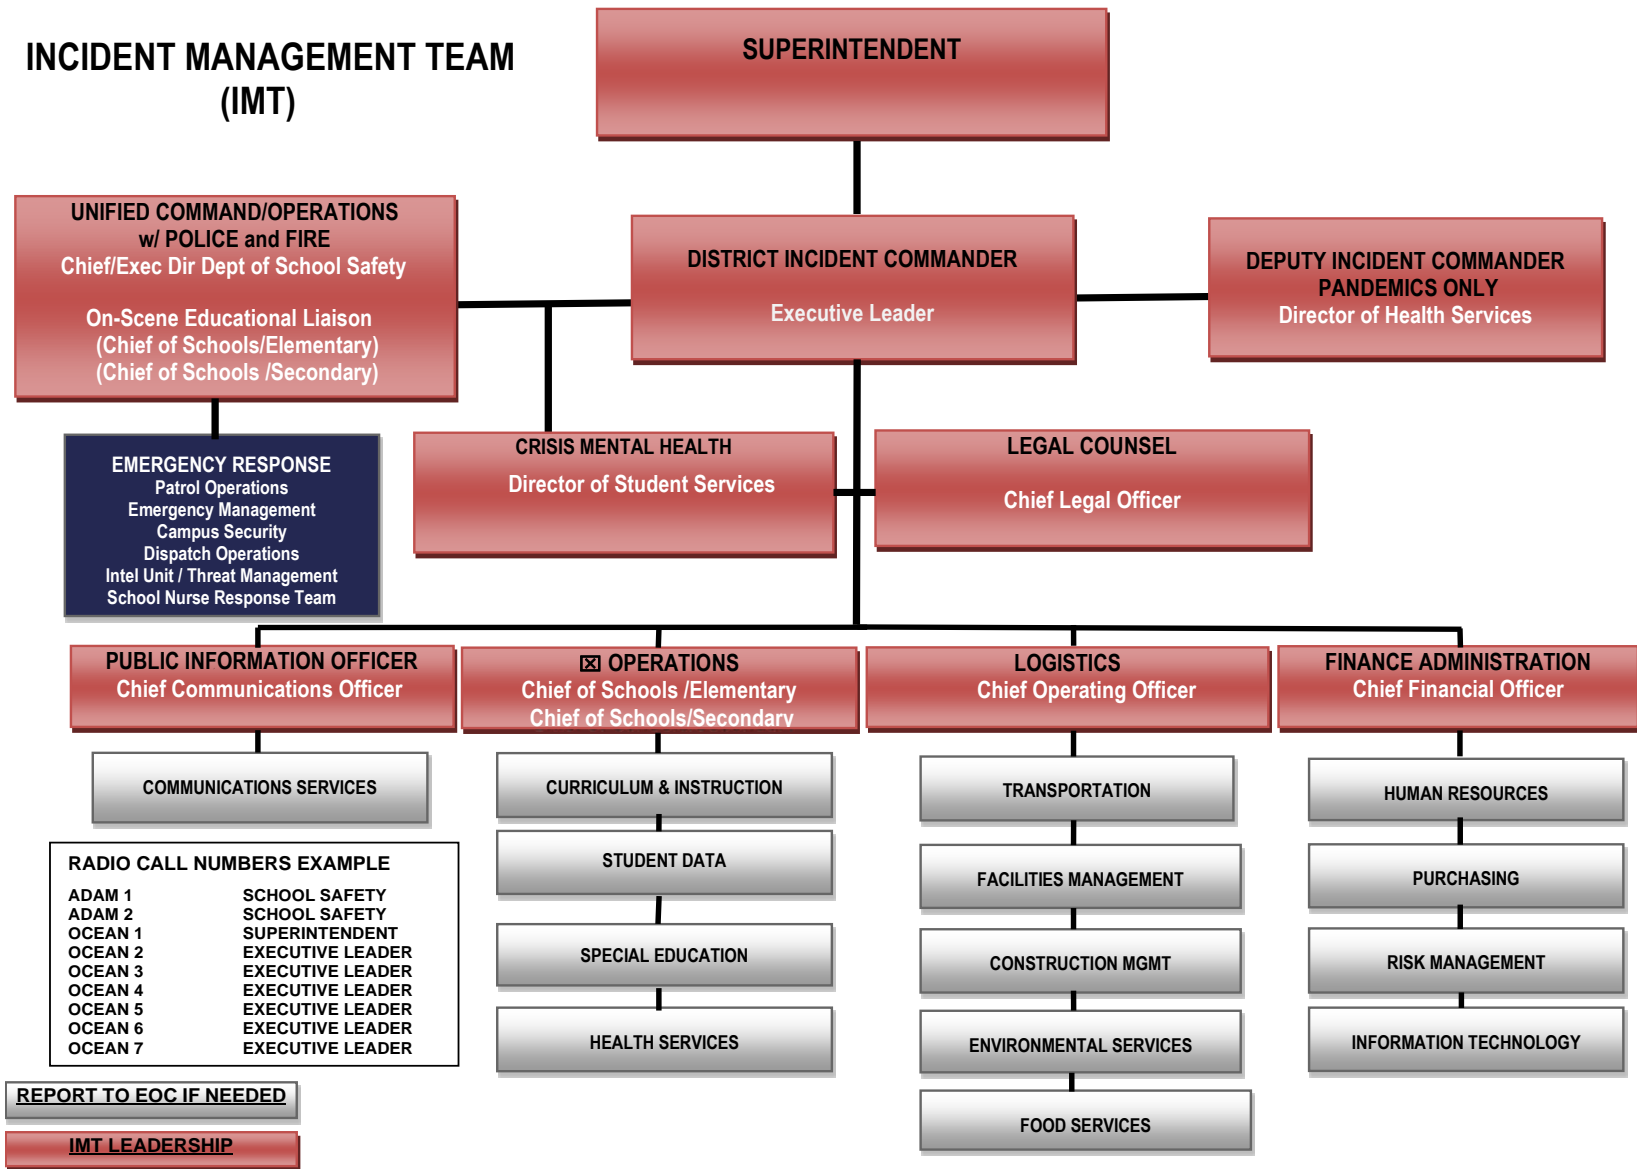 INCIDENT MANAGEMENT TEAM
(IMT)
SUPERINTENDENT
UNIFIED COMMAND/OPERATIONS
w/ POLICE and FIRE
Chief/Exec Dir Dept of School Safety
On-Scene Educational Liaison
(Chief of Schools/Elementary)
(Chief of Schools /Secondary)
DISTRICT INCIDENT COMMANDER
Executive Leader
DEPUTY INCIDENT COMMANDER
PANDEMICS ONLY
Director of Health Services
EMERGENCY RESPONSE
Patrol Operations
Emergency Management
Campus Security
Dispatch Operations
Intel Unit / Threat Management
School Nurse Response Team
CRISIS MENTAL HEALTH
Director of Student Services
LEGAL COUNSEL
Chief Legal Officer
PUBLIC INFORMATION OFFICER
Chief Communications Officer
☒ OPERATIONS
Chief of Schools /Elementary
Chief of Schools/Secondary
LOGISTICS
Chief Operating Officer
FINANCE ADMINISTRATION
Chief Financial Officer
COMMUNICATIONS SERVICES
CURRICULUM & INSTRUCTION
STUDENT DATA
SPECIAL EDUCATION
HEALTH SERVICES
TRANSPORTATION
FACILITIES MANAGEMENT
CONSTRUCTION MGMT
ENVIRONMENTAL SERVICES
FOOD SERVICES
HUMAN RESOURCES
PURCHASING
RISK MANAGEMENT
INFORMATION TECHNOLOGY
RADIO CALL NUMBERS EXAMPLE
ADAM 1 SCHOOL SAFETY
ADAM 2 SCHOOL SAFETY
OCEAN 1 SUPERINTENDENT
OCEAN 2 EXECUTIVE LEADER
OCEAN 3 EXECUTIVE LEADER
OCEAN 4 EXECUTIVE LEADER
OCEAN 5 EXECUTIVE LEADER
OCEAN 6 EXECUTIVE LEADER
OCEAN 7 EXECUTIVE LEADER
REPORT TO EOC IF NEEDED
IMT LEADERSHIP